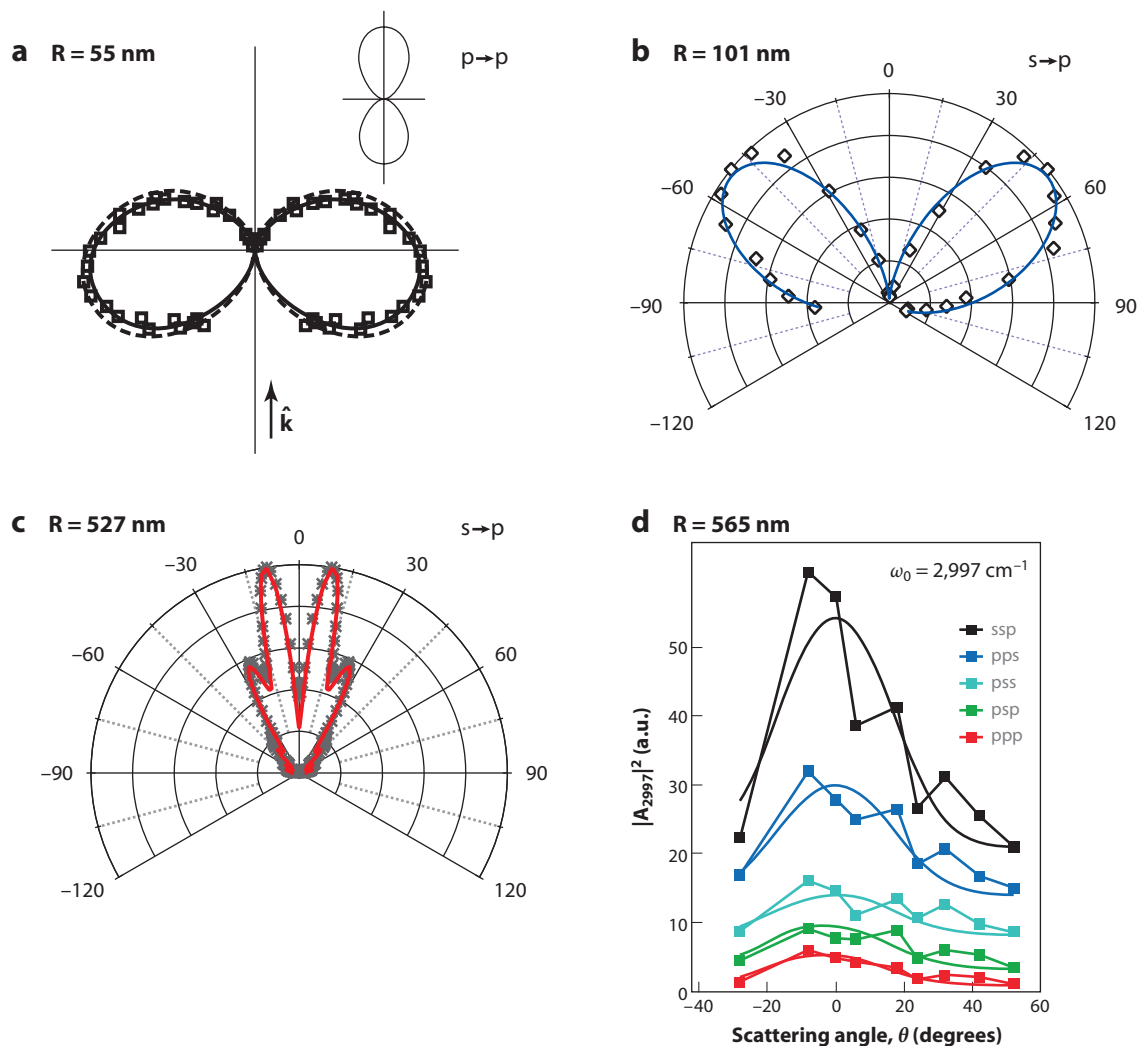 a R = 55 nm
p→p
k̂
b R = 101 nm
s→p
0
−30 30
−60 60
−90 90
−120 120
c R = 527 nm
s→p
0
−30 30
−60 60
−90 90
−120 120
d R = 565 nm
ω₀ = 2,997 cm⁻¹
ssp
pps
pss
psp
ppp
|A₂₉₉₇|² (a.u.)
50
40
30
20
10
0
−40 −20 0 20 40 60
Scattering angle, θ (degrees)